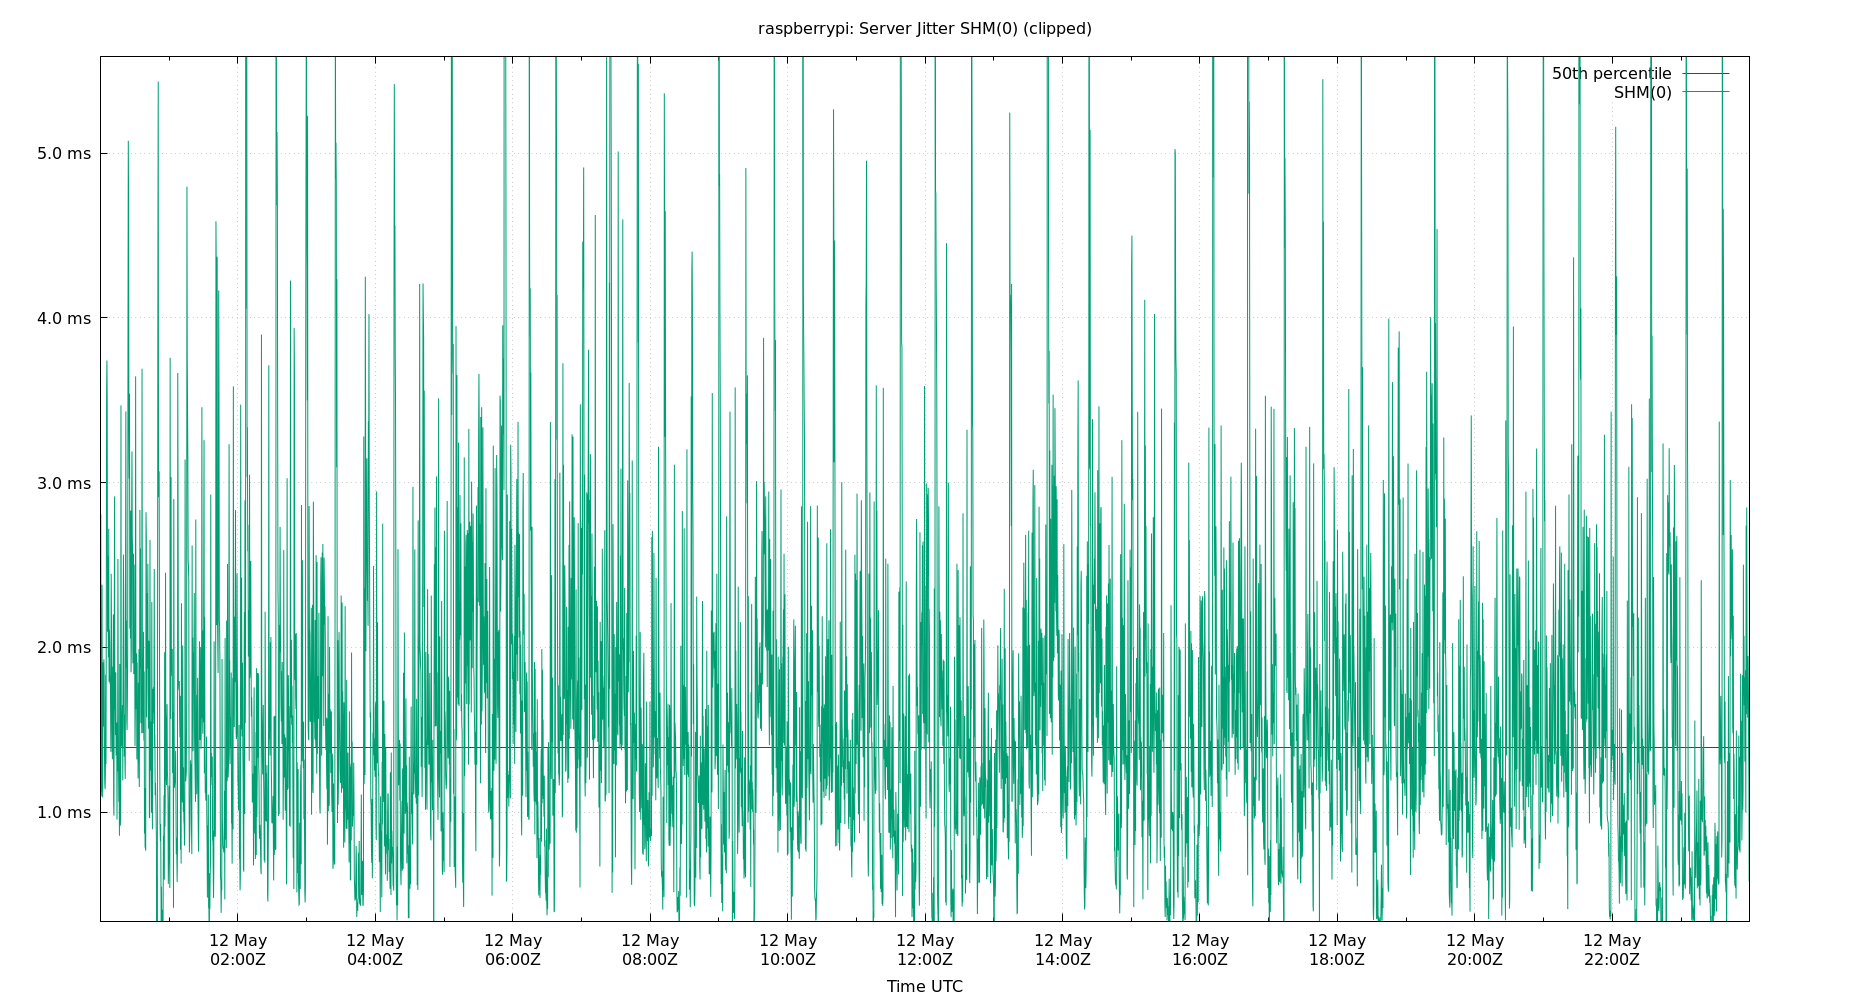 raspberrypi: Server Jitter SHM(0) (clipped)
50th percentile
SHM(0)
5.0 ms
4.0 ms
3.0 ms
2.0 ms
1.0 ms
12 May 12 May 12 May 12 May 12 May 12 May 12 May 12 May 12 May 12 May 12 May
02:00Z 04:00Z 06:00Z 08:00Z 10:00Z 12:00Z 14:00Z 16:00Z 18:00Z 20:00Z 22:00Z
Time UTC